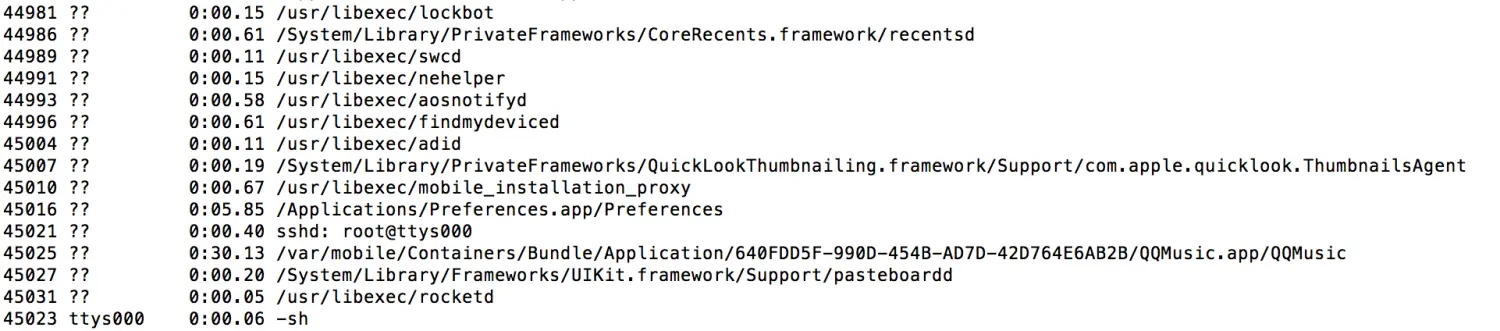 44981 ??         0:00.15 /usr/libexec/lockbot
44986 ??         0:00.61 /System/Library/PrivateFrameworks/CoreRecents.framework/recentsd
44989 ??         0:00.11 /usr/libexec/swcd
44991 ??         0:00.15 /usr/libexec/nehelper
44993 ??         0:00.58 /usr/libexec/aosnotifyd
44996 ??         0:00.61 /usr/libexec/findmydeviced
45004 ??         0:00.11 /usr/libexec/adid
45007 ??         0:00.19 /System/Library/PrivateFrameworks/QuickLookThumbnailing.framework/Support/com.apple.quicklook.ThumbnailsAgent
45010 ??         0:00.67 /usr/libexec/mobile_installation_proxy
45016 ??         0:05.85 /Applications/Preferences.app/Preferences
45021 ??         0:00.40 sshd: root@ttys000
45025 ??         0:30.13 /var/mobile/Containers/Bundle/Application/640FDD5F-990D-454B-AD7D-42D764E6AB2B/QQMusic.app/QQMusic
45027 ??         0:00.20 /System/Library/Frameworks/UIKit.framework/Support/pasteboardd
45031 ??         0:00.05 /usr/libexec/rocketd
45023 ttys000    0:00.06 -sh